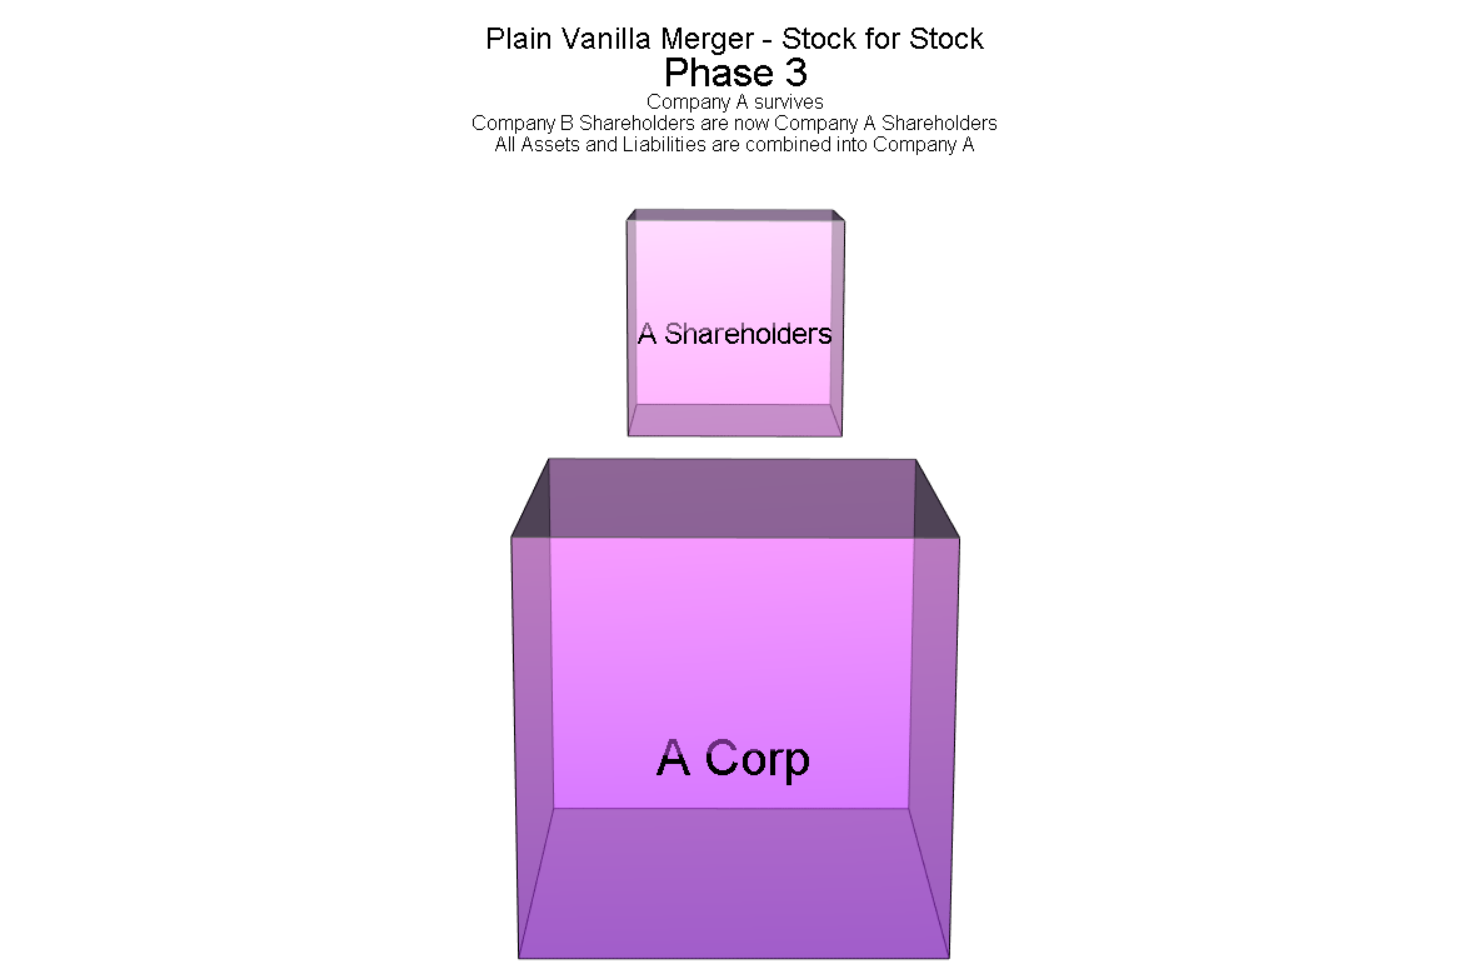 Plain Vanilla Merger - Stock for Stock
Phase 3
Company A survives
Company B Shareholders are now Company A Shareholders
All Assets and Liabilities are combined into Company A
A Shareholders
A Corp